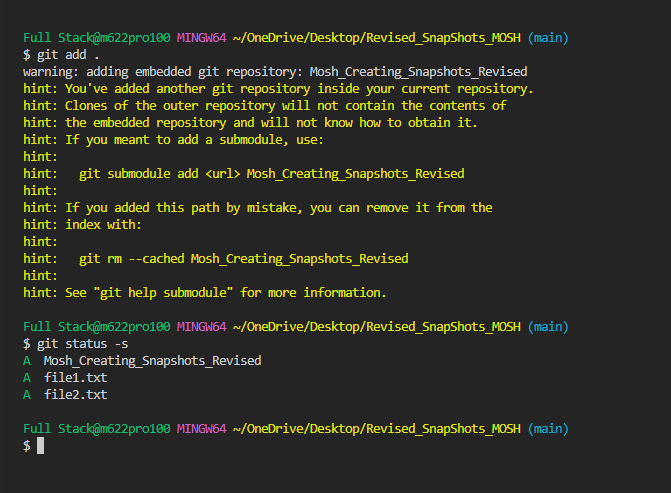 Full Stack@m622pro100 MINGW64 ~/OneDrive/Desktop/Revised_SnapShots_MOSH (main)
$ git add .
warning: adding embedded git repository: Mosh_Creating_Snapshots_Revised
hint: You've added another git repository inside your current repository.
hint: Clones of the outer repository will not contain the contents of
hint: the embedded repository and will not know how to obtain it.
hint: If you meant to add a submodule, use:
hint:
hint:   git submodule add <url> Mosh_Creating_Snapshots_Revised
hint:
hint: If you added this path by mistake, you can remove it from the
hint: index with:
hint:
hint:   git rm --cached Mosh_Creating_Snapshots_Revised
hint:
hint: See "git help submodule" for more information.
Full Stack@m622pro100 MINGW64 ~/OneDrive/Desktop/Revised_SnapShots_MOSH (main)
$ git status -s
A  Mosh_Creating_Snapshots_Revised
A  file1.txt
A  file2.txt
Full Stack@m622pro100 MINGW64 ~/OneDrive/Desktop/Revised_SnapShots_MOSH (main)
$